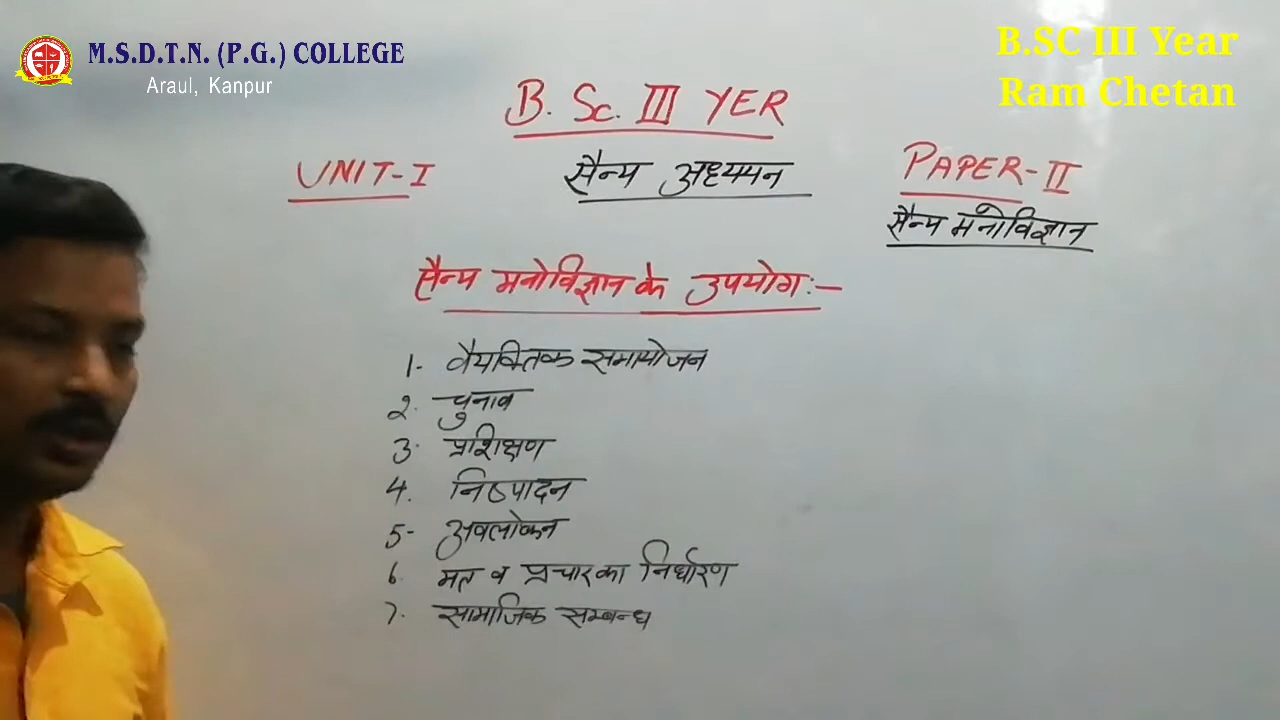 M.S.D.T.N. (P.G.) COLLEGE
Araul, Kanpur
B.SC III Year
Ram Chetan
B. Sc. III YER
UNIT-I
सैन्य अध्ययन
PAPER-II
सैन्य मनोविज्ञान
सैन्य मनोविज्ञान के उपयोग:-
1- वैयक्तिक समायोजन
2. चुनाव
3. प्रशिक्षण
4. निष्पादन
5- अवलोकन
6. मत व प्रचार का निर्धारण
7. सामाजिक सम्बन्ध